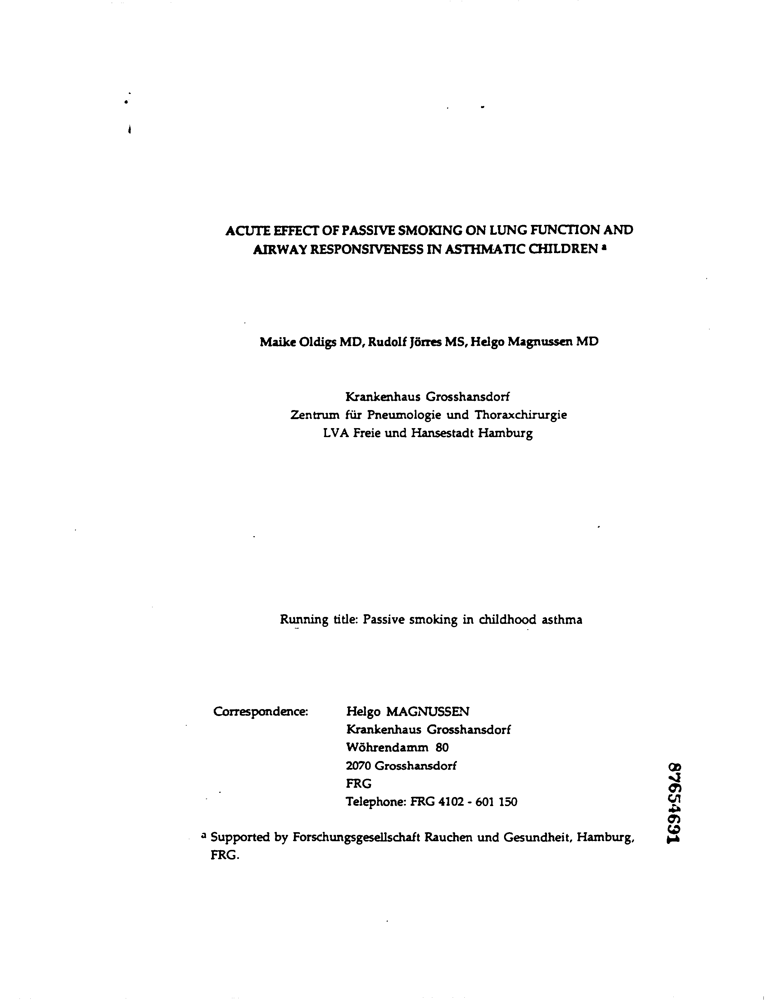 ACUTE EFFECT OF PASSIVE SMOKING ON LUNG FUNCTION AND
AIRWAY RESPONSIVENESS IN ASTHMATIC CHILDREN a
Maike Oldigs MD, Rudolf Jörres MS, Helgo Magnussen MD
Krankenhaus Grosshansdorf
Zentrum für Pneumologie und Thoraxchirurgie
LVA Freie und Hansestadt Hamburg
Running title: Passive smoking in childhood asthma
Correspondence: Helgo MAGNUSSEN
Krankenhaus Grosshansdorf
Wöhrendamm 80
2070 Grosshansdorf
FRG
Telephone: FRG 4102 - 601 150
a Supported by Forschungsgesellschaft Rauchen und Gesundheit, Hamburg,
FRG.
87654691